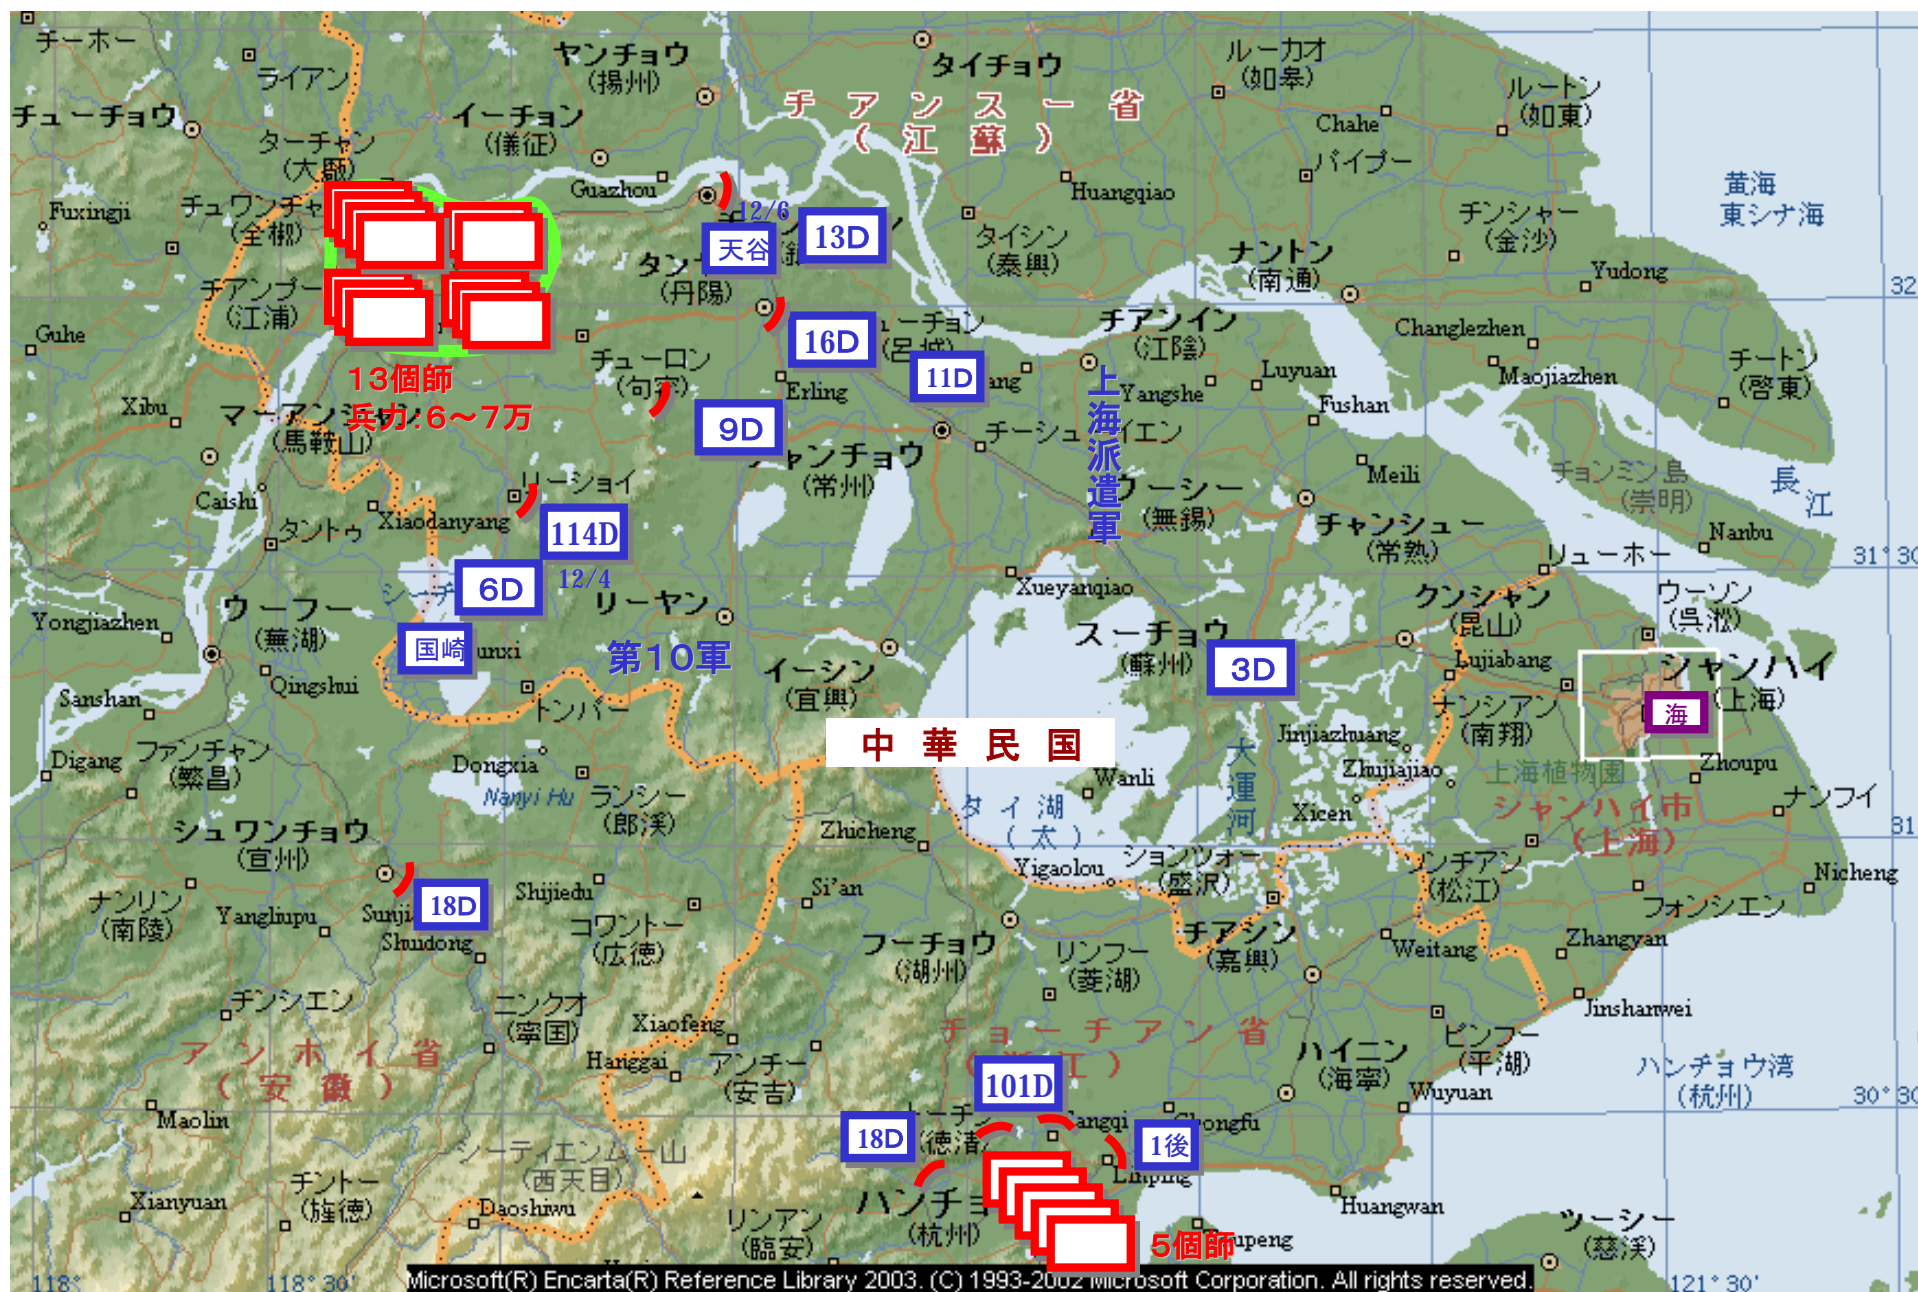 チーホー
ライアン
ヤンチョウ
(揚州)
タイチョウ
ルーカオ
(如皋)
ルートン
(如東)
チューチョウ
ターチャン
(大厰)
イーチョン
(儀征)
チアンスー省
(江蘇)
Chahe
バイプー
Fuxingji
チュワンチャ
(全椒)
Guazhou
Huangqiao
黄海
東シナ海
12/6
天谷
13D
タイシン
(泰興)
チンシャー
(金沙)
ナントン
(南通)
Yudong
チアンプー
(江浦)
(丹陽)
32
Guhe
16D
(呂城)
チアンイン
(江陰)
Changlezhen
チートン
(啓東)
チューロン
(句容)
11D
Erling
Yangshe
Luyuan
Maojiazhen
Fushan
13個師
兵力:6～7万
Xibu
マーアンシャン
(馬鞍山)
9D
チャンチョウ
(常州)
上海派遣軍
Meili
チョンミン島
(崇明)
長江
Caishi
リーショイ
ウーシー
(無錫)
チャンシュー
(常熟)
Nanbu
タントゥ
Xiaodanyang
114D
リューホー
31°30
6D
12/4
Xueyanqiao
Yongjiazhen
ウーフー
(無湖)
リーヤン
クンシャン
(昆山)
ウーソン
(呉淞)
国崎
unxi
第10軍
イーシン
(宜興)
スーチョウ
(蘇州)
3D
Lujiabang
シャンハイ
(上海)
海
Qingshui
Sanshan
トンパー
ナンシアン
(南翔)
中華民国
Jinjiazhuang
Digang
ファンチャン
(繁昌)
Dongxia
Nanyi Hu
ランシー
(郎渓)
Wanli
大運河
Zhujiajiao
上海植物園
Zhoupu
シャンハイ市
(上海)
ナンフイ
タイ湖
(太)
Xicen
シュワンチョウ
(宣州)
Zhicheng
31
Yigaolou
ションツォー
(盛沢)
(松江)
Nicheng
ナンリン
(南陵)
Yangliupu
18D
Shijiedu
Si'an
フォンシエン
Shuidong
コワントー
(広徳)
フーチョウ
(湖州)
リンフー
(菱湖)
チアシン
(嘉興)
Weitang
Zhangyan
チンシエン
ニンクオ
(寧国)
Xiaofeng
Jinshanwei
アンホイ省
(安徽)
Hanggai
アンチー
(安吉)
チョーチアン省
101D
ハイニン
(海寧)
ピンフー
(平湖)
ハンチョウ湾
(杭州)
Wuyuan
30°30
Maolin
18D
(徳清)
1後
シーティエンムー山
(西天目)
Linping
Xianyuan
チントー
(旌徳)
Daoshiwu
リンアン
(臨安)
ハンチョ
(杭州)
5個師
Huangwan
ツーシー
(慈渓)
118°
118°30'
Microsoft(R) Encarta(R) Reference Library 2003. (C) 1993-2002 Microsoft Corporation. All rights reserved.
121°30'